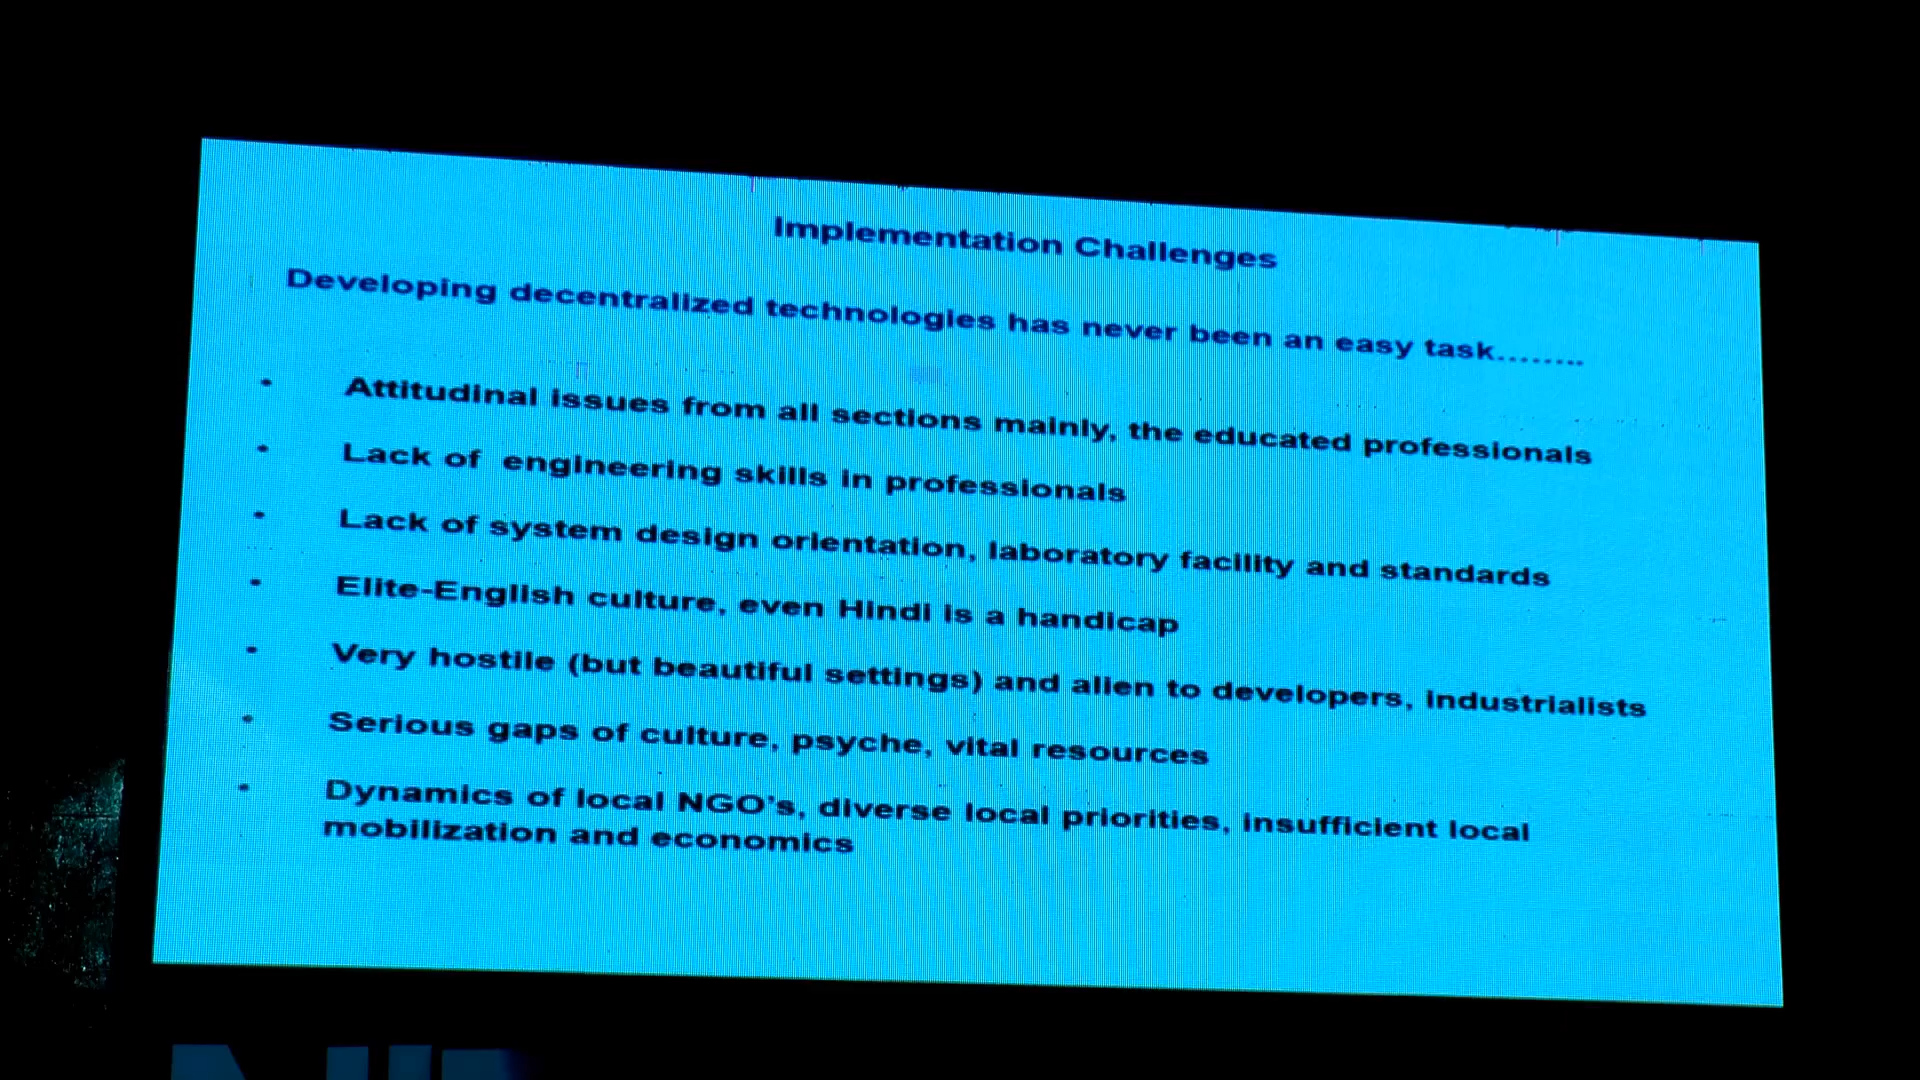 Implementation Challenges
Developing decentralized technologies has never been an easy task........
• Attitudinal issues from all sections mainly, the educated professionals
• Lack of engineering skills in professionals
• Lack of system design orientation, laboratory facility and standards
• Elite-English culture, even Hindi is a handicap
• Very hostile (but beautiful settings) and alien to developers, industrialists
• Serious gaps of culture, psyche, vital resources
• Dynamics of local NGO's, diverse local priorities, insufficient local
mobilization and economics